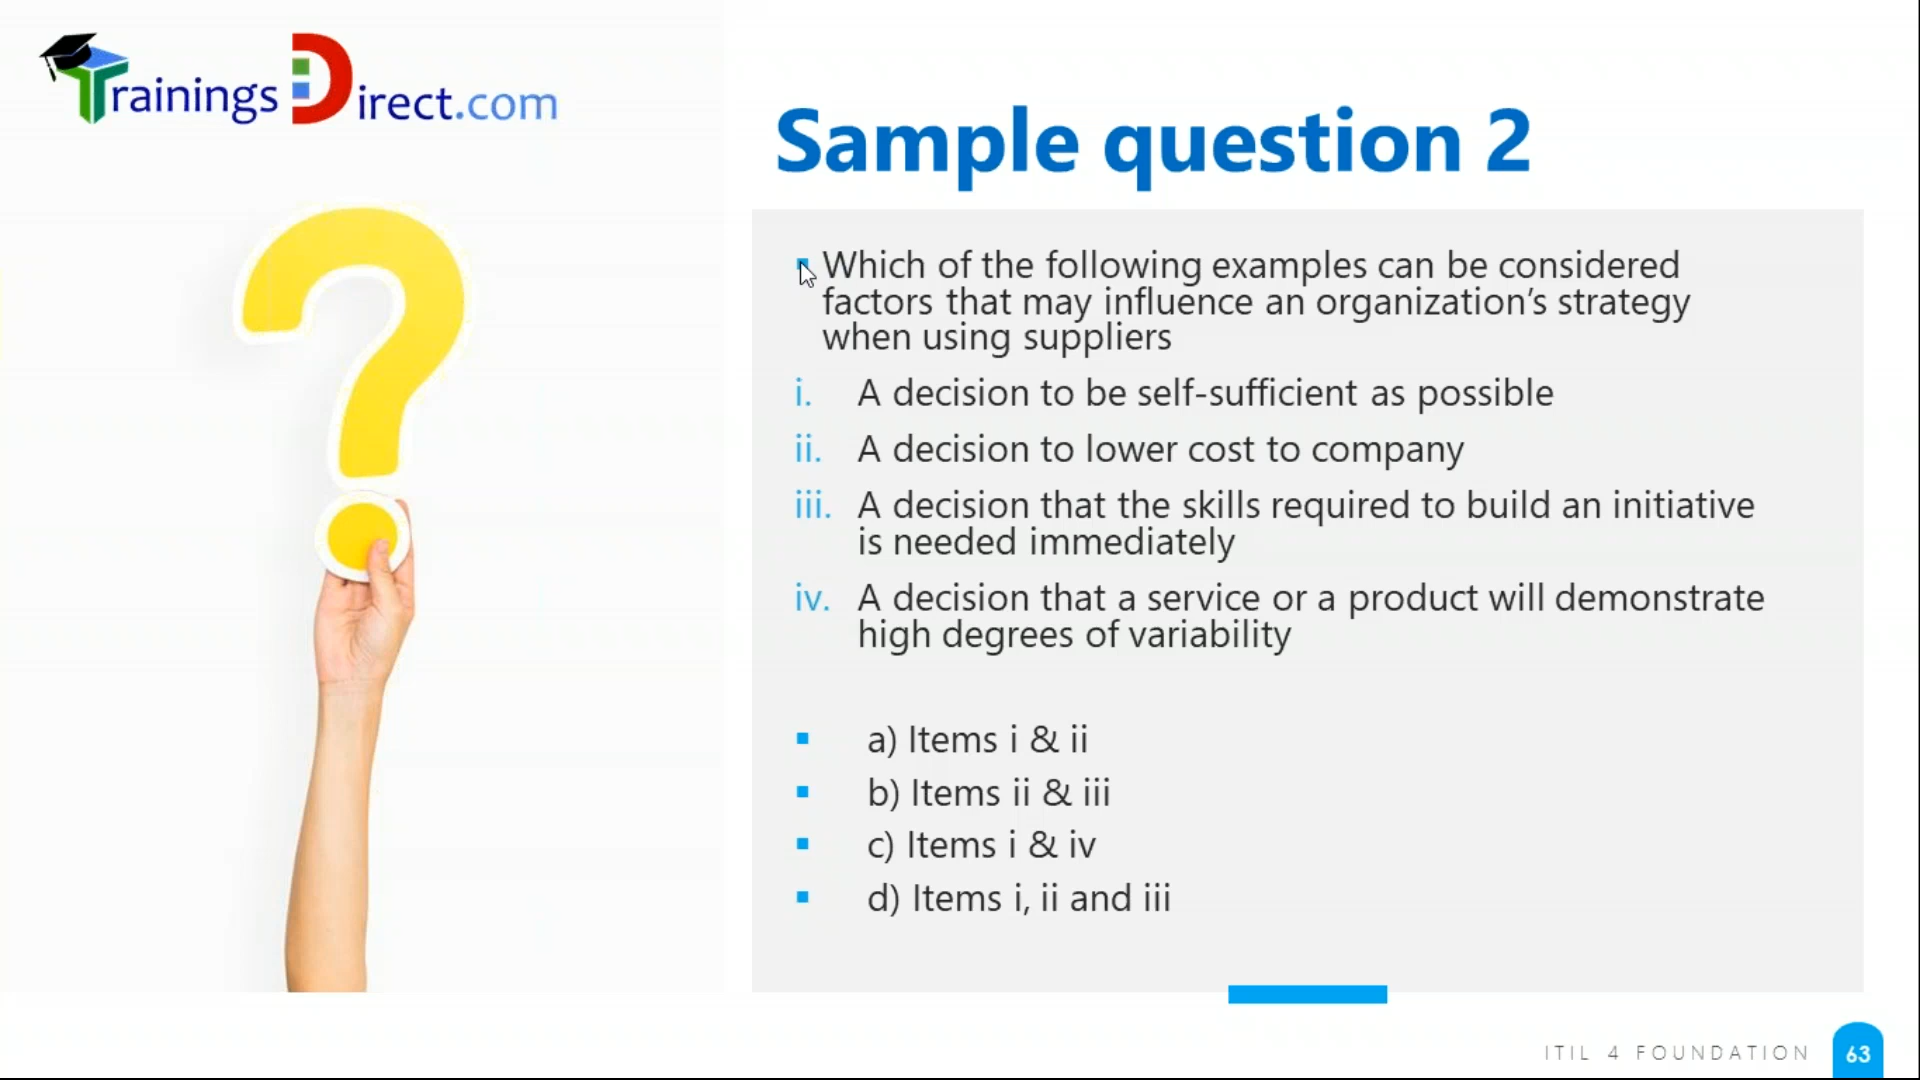 Trainings Direct.com
Sample question 2
Which of the following examples can be considered
factors that may influence an organization’s strategy
when using suppliers
i. A decision to be self-sufficient as possible
ii. A decision to lower cost to company
iii. A decision that the skills required to build an initiative
is needed immediately
iv. A decision that a service or a product will demonstrate
high degrees of variability
a) Items i & ii
b) Items ii & iii
c) Items i & iv
d) Items i, ii and iii
ITIL 4 FOUNDATION
63